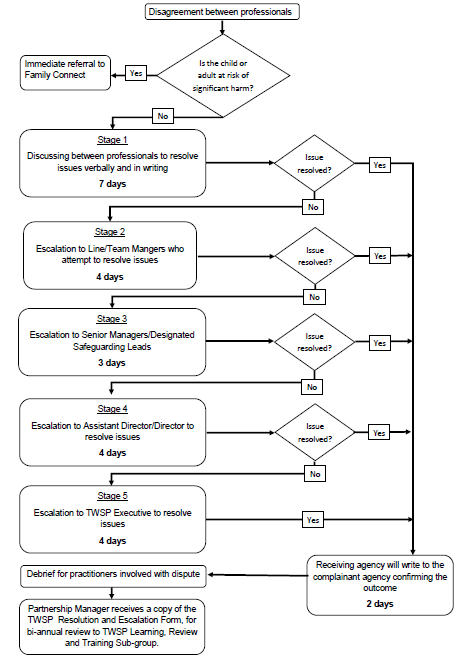 Disagreement between professionals
Is the child or
adult at risk of
significant harm?
Yes
Immediate referral to
Family Connect
No
Stage 1
Discussing between professionals to resolve
issues verbally and in writing
7 days
Issue
resolved?
Yes
No
Stage 2
Escalation to Line/Team Mangers who
attempt to resolve issues
4 days
Issue
resolved?
Yes
No
Stage 3
Escalation to Senior Managers/Designated
Safeguarding Leads
3 days
Issue
resolved?
Yes
No
Stage 4
Escalation to Assistant Director/Director to
resolve issues
4 days
Issue
resolved?
Yes
No
Stage 5
Escalation to TWSP Executive to resolve
issues
4 days
Yes
Receiving agency will write to the
complainant agency confirming the
outcome
2 days
Debrief for practitioners involved with dispute
Partnership Manager receives a copy of the
TWSP Resolution and Escalation Form, for
bi-annual review to TWSP Learning, Review
and Training Sub-group.